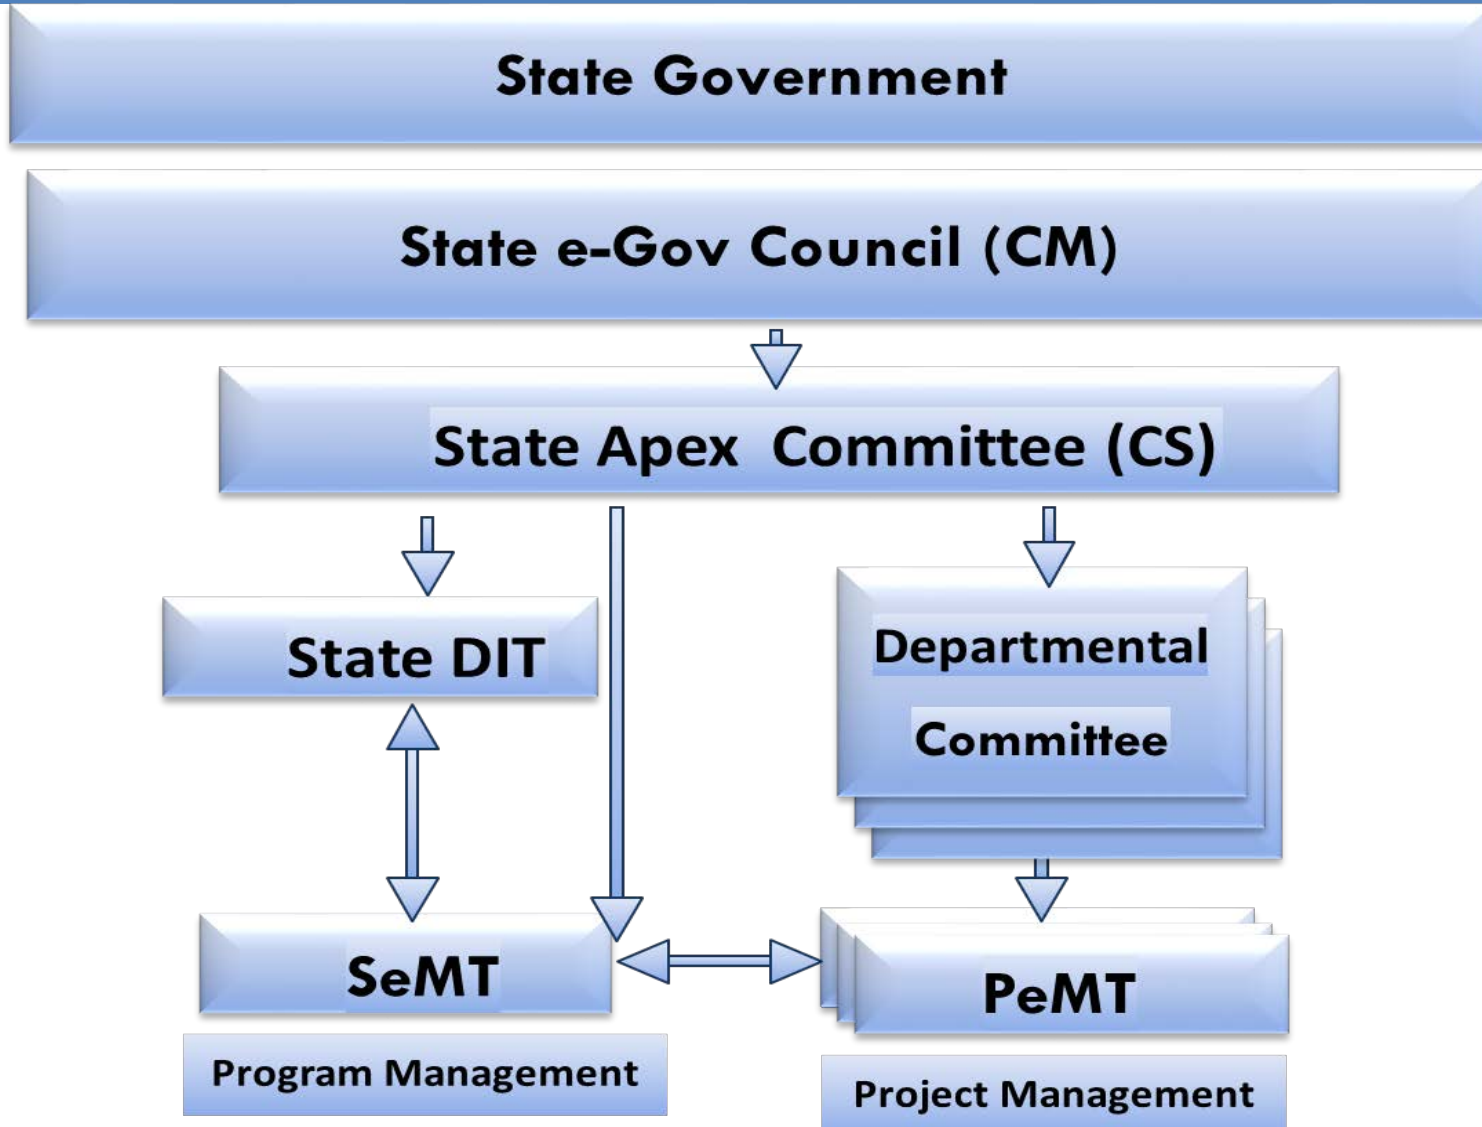 State Government
State e-Gov Council (CM)
State Apex Committee (CS)
State DIT
Departmental
Committee
SeMT
PeMT
Program Management
Project Management